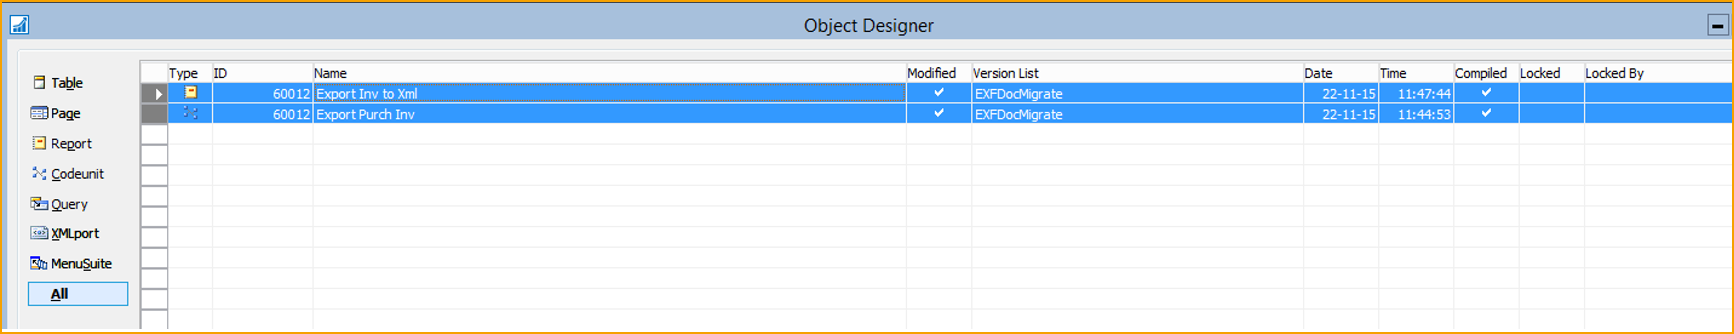 Object Designer
Type ID Name Modified Version List Date Time Compiled Locked Locked By
Table
60012 Export Inv to Xml EXFDocMigrate 22-11-15 11:47:44
Page
60012 Export Purch Inv EXFDocMigrate 22-11-15 11:44:53
Report
Codeunit
Query
XMLport
MenuSuite
All